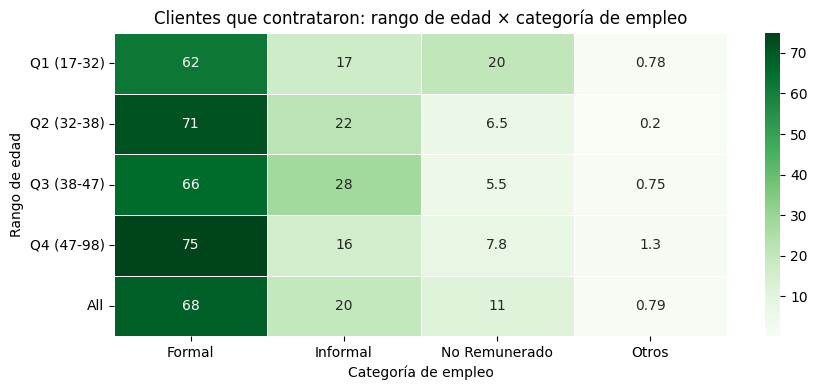 Clientes que contrataron: rango de edad × categoría de empleo
Rango de edad
Q1 (17-32) 62 17 20 0.78
Q2 (32-38) 71 22 6.5 0.2
Q3 (38-47) 66 28 5.5 0.75
Q4 (47-98) 75 16 7.8 1.3
All 68 20 11 0.79
Formal Informal No Remunerado Otros
Categoría de empleo
70
60
50
40
30
20
10